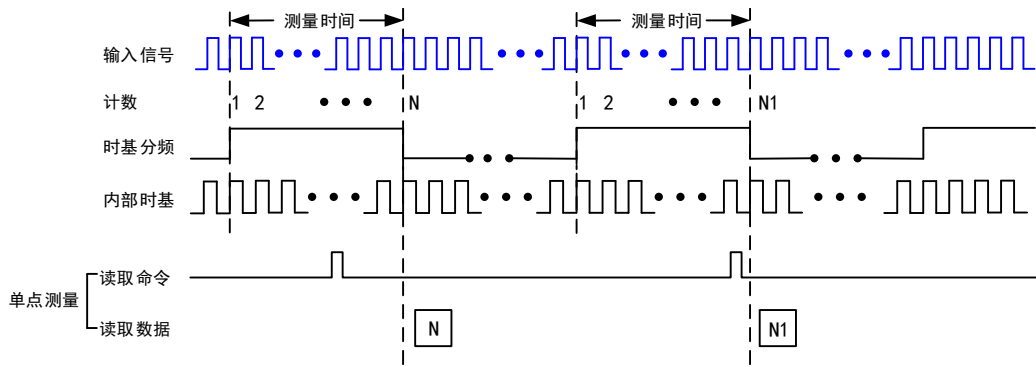 测量时间 测量时间
输入信号
计数 1 2 N 1 2 N1
时基分频
内部时基
读取命令
单点测量
读取数据 N N1